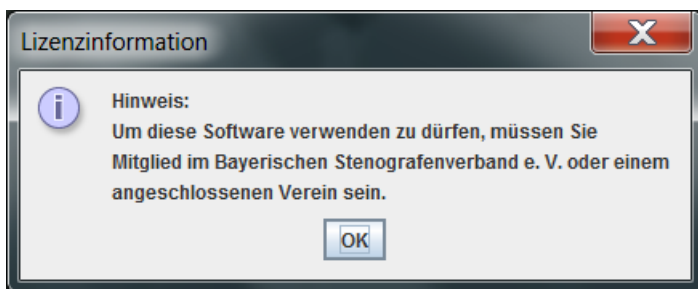 Lizenzinformation
Hinweis:
Um diese Software verwenden zu dürfen, müssen Sie
Mitglied im Bayerischen Stenografenverband e. V. oder einem
angeschlossenen Verein sein.
OK